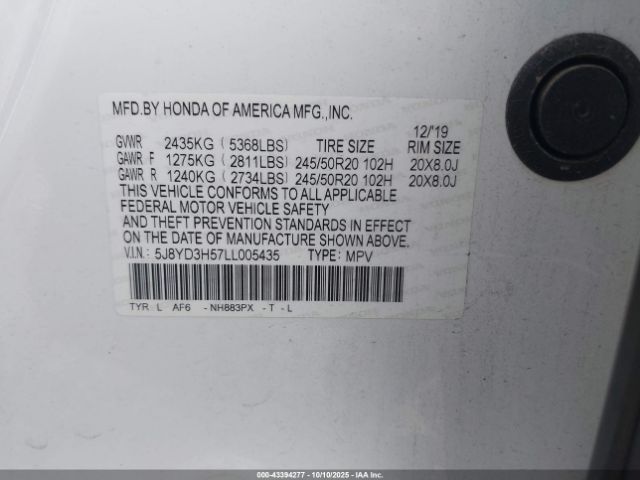 MFD.BY HONDA OF AMERICA MFG.,INC.
12/'19
GVWR 2435KG ( 5368LBS) TIRE SIZE RIM SIZE
GAWR F 1275KG ( 2811LBS) 245/50R20 102H 20X8.0J
GAWR R 1240KG ( 2734LBS) 245/50R20 102H 20X8.0J
THIS VEHICLE CONFORMS TO ALL APPLICABLE
FEDERAL MOTOR VEHICLE SAFETY
AND THEFT PREVENTION STANDARDS IN EFFECT
ON THE DATE OF MANUFACTURE SHOWN ABOVE.
V.I.N.: 5J8YD3H57LL005435 TYPE: MPV
TYR L AF6 - NH883PX - T - L
000-43394277 - 10/10/2025 - IAA Inc.